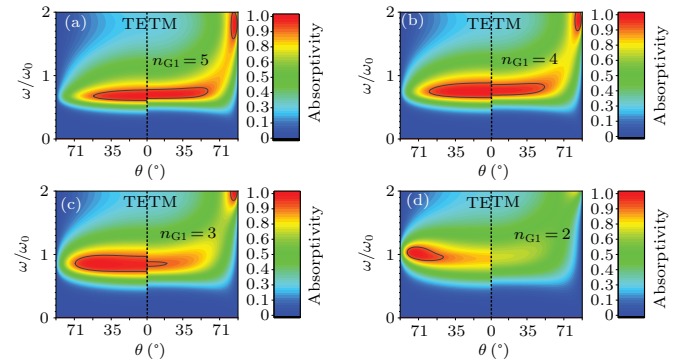 (a) TETM
n_G1 = 5
ω/ω_0
2
1
0
71 35 0 35 71
θ (°)
1.0
0.9
0.8
0.7
0.6
0.5
0.4
0.3
0.2
0.1
0
Absorptivity
(b) TETM
n_G1 = 4
ω/ω_0
2
1
0
71 35 0 35 71
θ (°)
1.0
0.9
0.8
0.7
0.6
0.5
0.4
0.3
0.2
0.1
0
Absorptivity
(c) TETM
n_G1 = 3
ω/ω_0
2
1
0
71 35 0 35 71
θ (°)
1.0
0.9
0.8
0.7
0.6
0.5
0.4
0.3
0.2
0.1
0
Absorptivity
(d) TETM
n_G1 = 2
ω/ω_0
2
1
0
71 35 0 35 71
θ (°)
1.0
0.9
0.8
0.7
0.6
0.5
0.4
0.3
0.2
0.1
0
Absorptivity